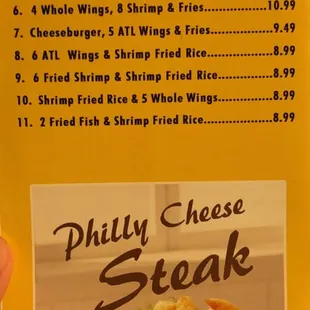 6. 4 Whole Wings, 8 Shrimp & Fries..................10.99
7. Cheeseburger, 5 ATL Wings & Fries...............9.49
8. 6 ATL Wings & Shrimp Fried Rice................8.99
9. 6 Fried Shrimp & Shrimp Fried Rice..............8.99
10. Shrimp Fried Rice & 5 Whole Wings..............8.99
11. 2 Fried Fish & Shrimp Fried Rice..................8.99
Philly Cheese
Steak